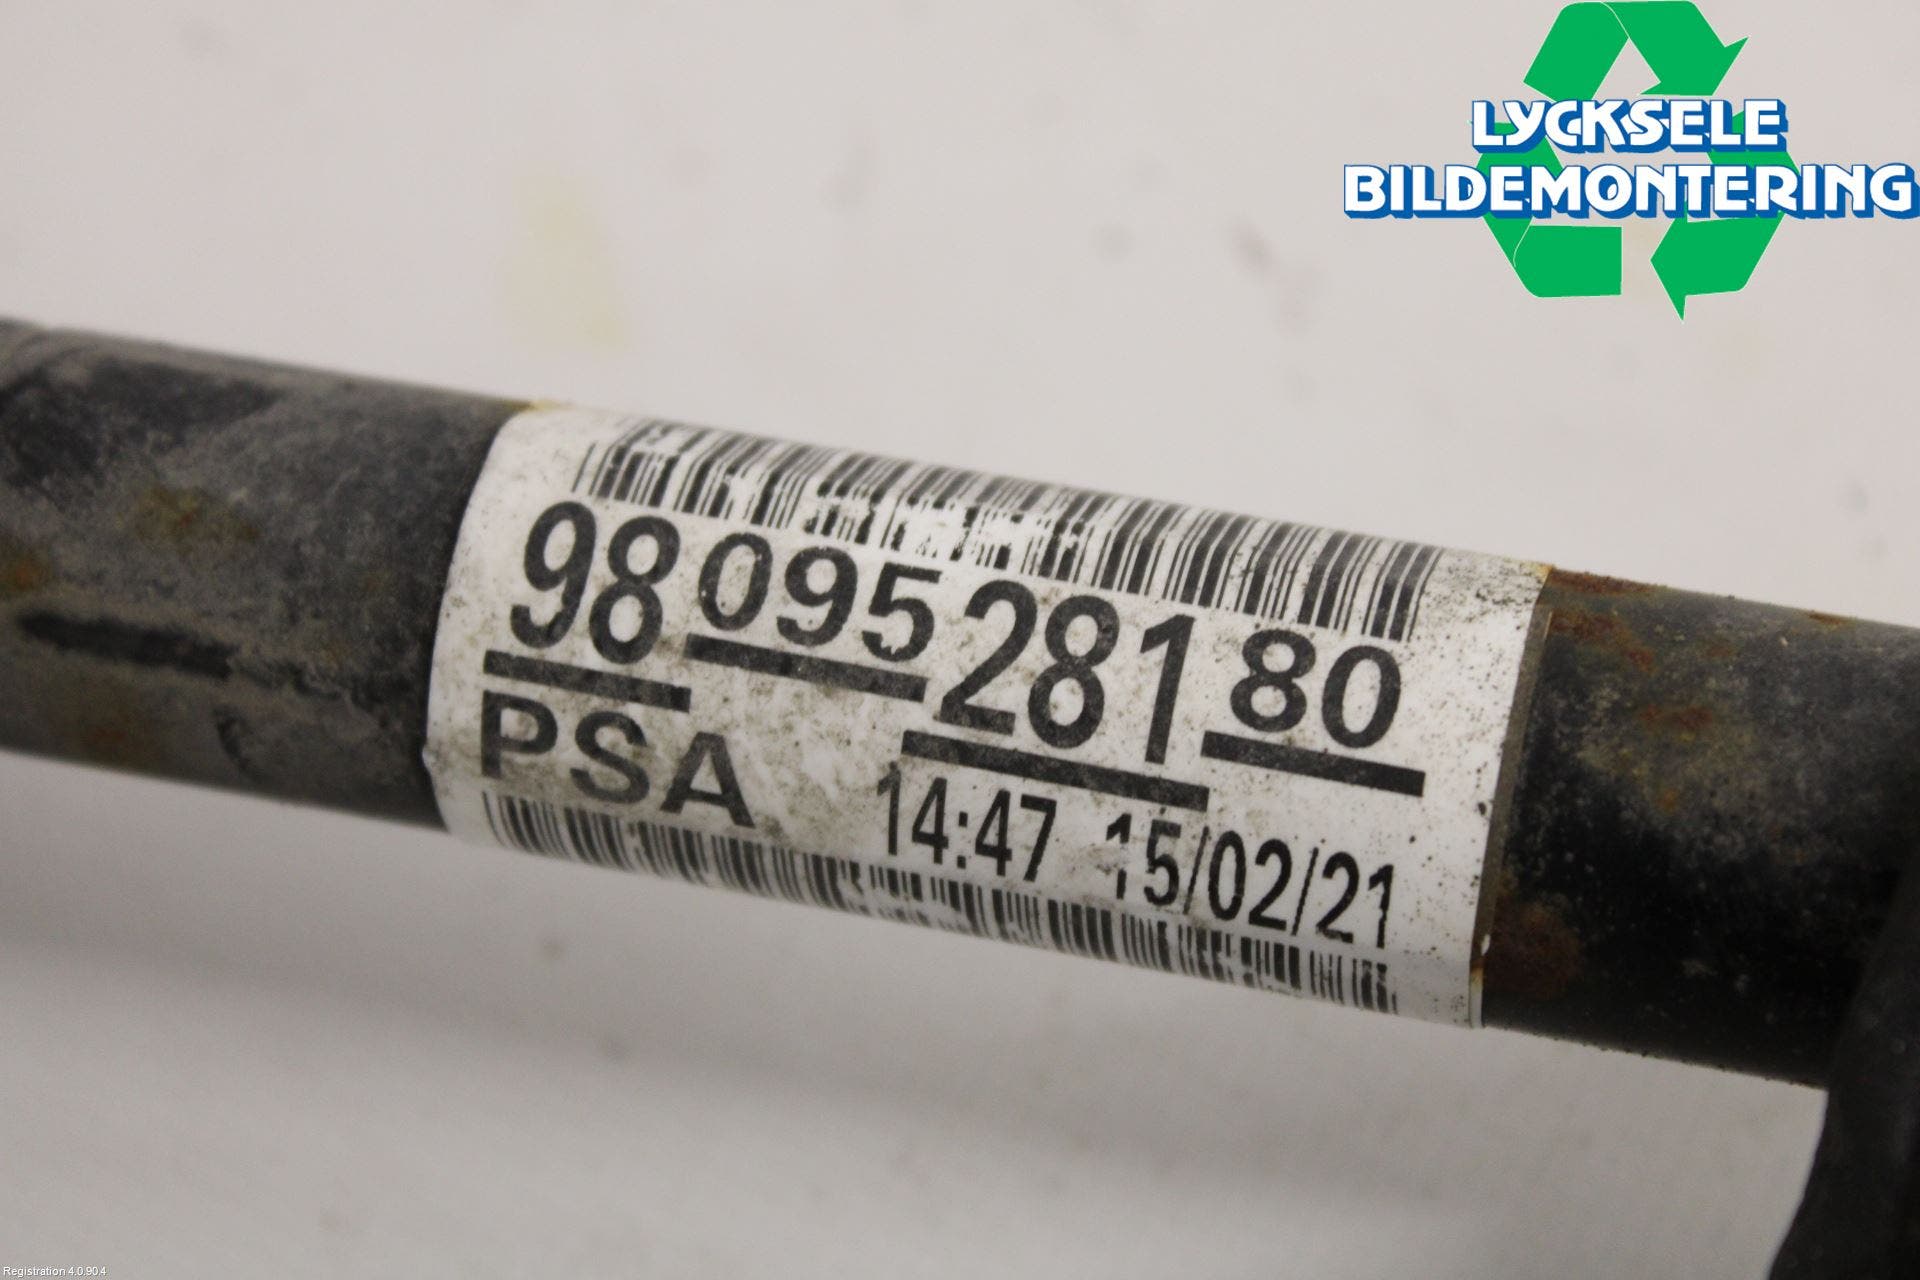 LYCKSELE
BILDEMONTERING
98 095 281 80
PSA 14:47 15/02/21
Registration 4.0.90.4